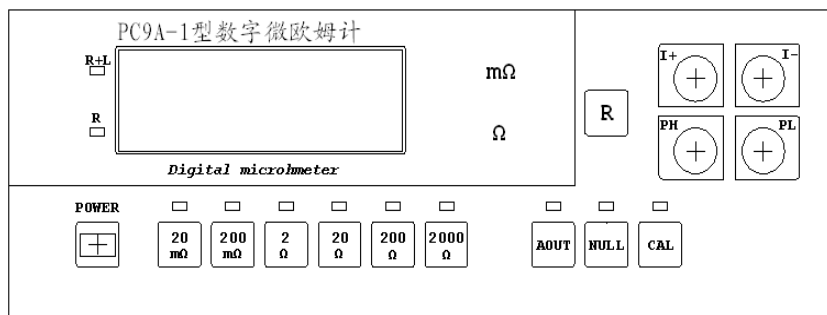 PC9A-1型数字微欧姆计
R+L
R
mΩ
Ω
R
I+
I-
PH
PL
Digital microhmeter
POWER
20
mΩ
200
mΩ
2
Ω
20
Ω
200
Ω
2000
Ω
AOUT
NULL
CAL